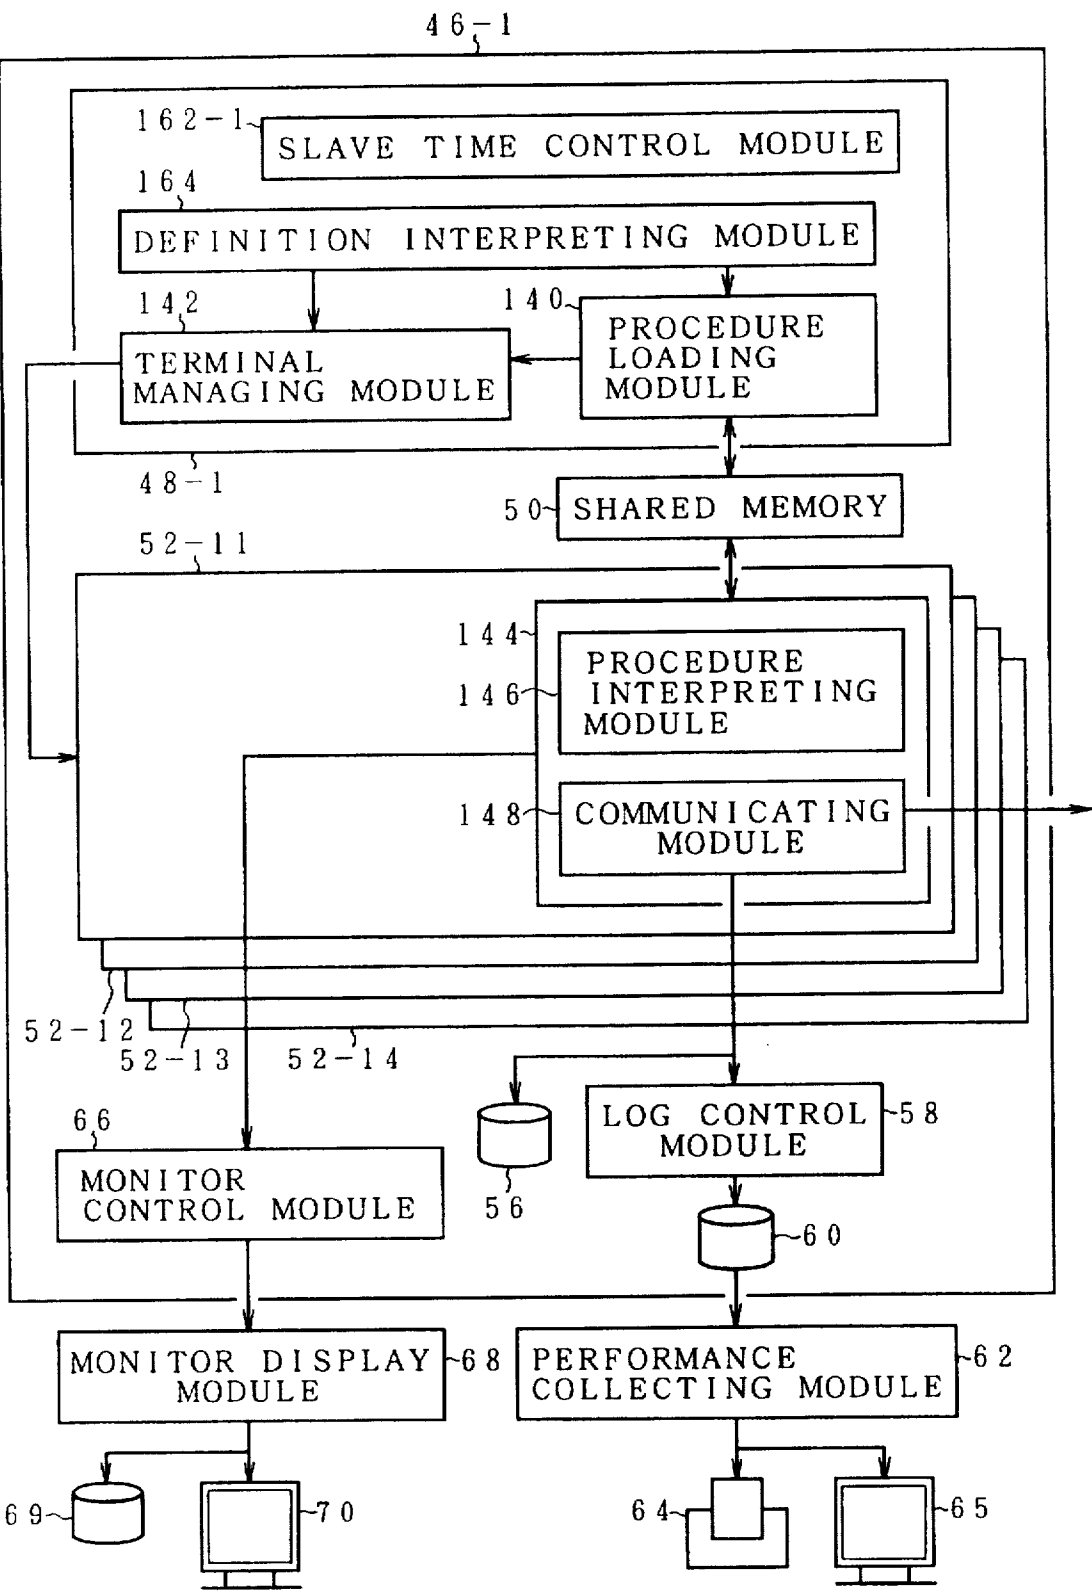 46-1
162-1
SLAVE TIME CONTROL MODULE
164
DEFINITION INTERPRETING MODULE
142
140
PROCEDURE
LOADING
MODULE
TERMINAL
MANAGING MODULE
48-1
50
SHARED MEMORY
52-11
144
PROCEDURE
146
INTERPRETING
MODULE
148
COMMUNICATING
MODULE
52-12
52-13
52-14
66
LOG CONTROL
MODULE
58
MONITOR
CONTROL MODULE
56
60
MONITOR DISPLAY
MODULE
68
PERFORMANCE
COLLECTING MODULE
62
69
70
64
65